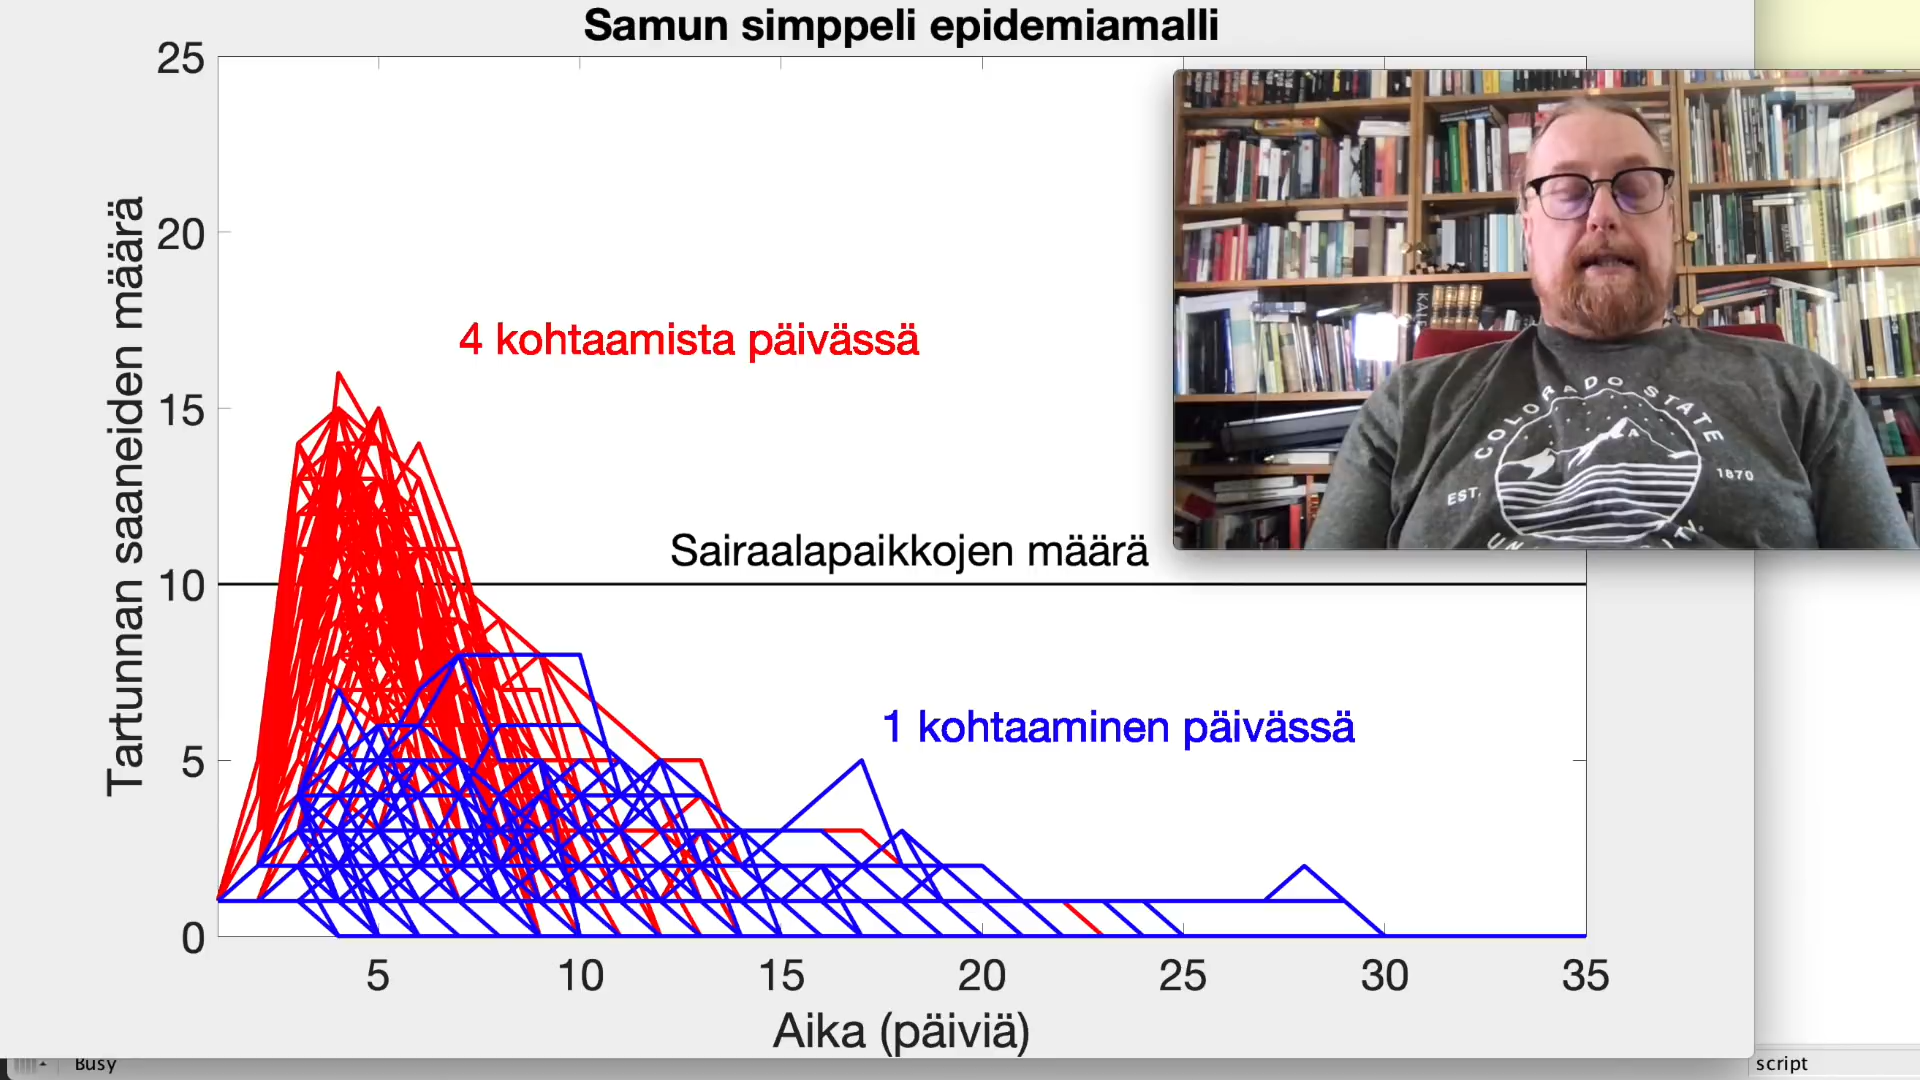 Samun simppeli epidemiamalli
25
20
15
10
5
0
Tartunnan saaneiden määrä
4 kohtaamista päivässä
Sairaalapaikkojen määrä
1 kohtaaminen päivässä
5 10 15 20 25 30 35
Aika (päiviä)
COLORADO STATE
EST. 1870
Busy
script